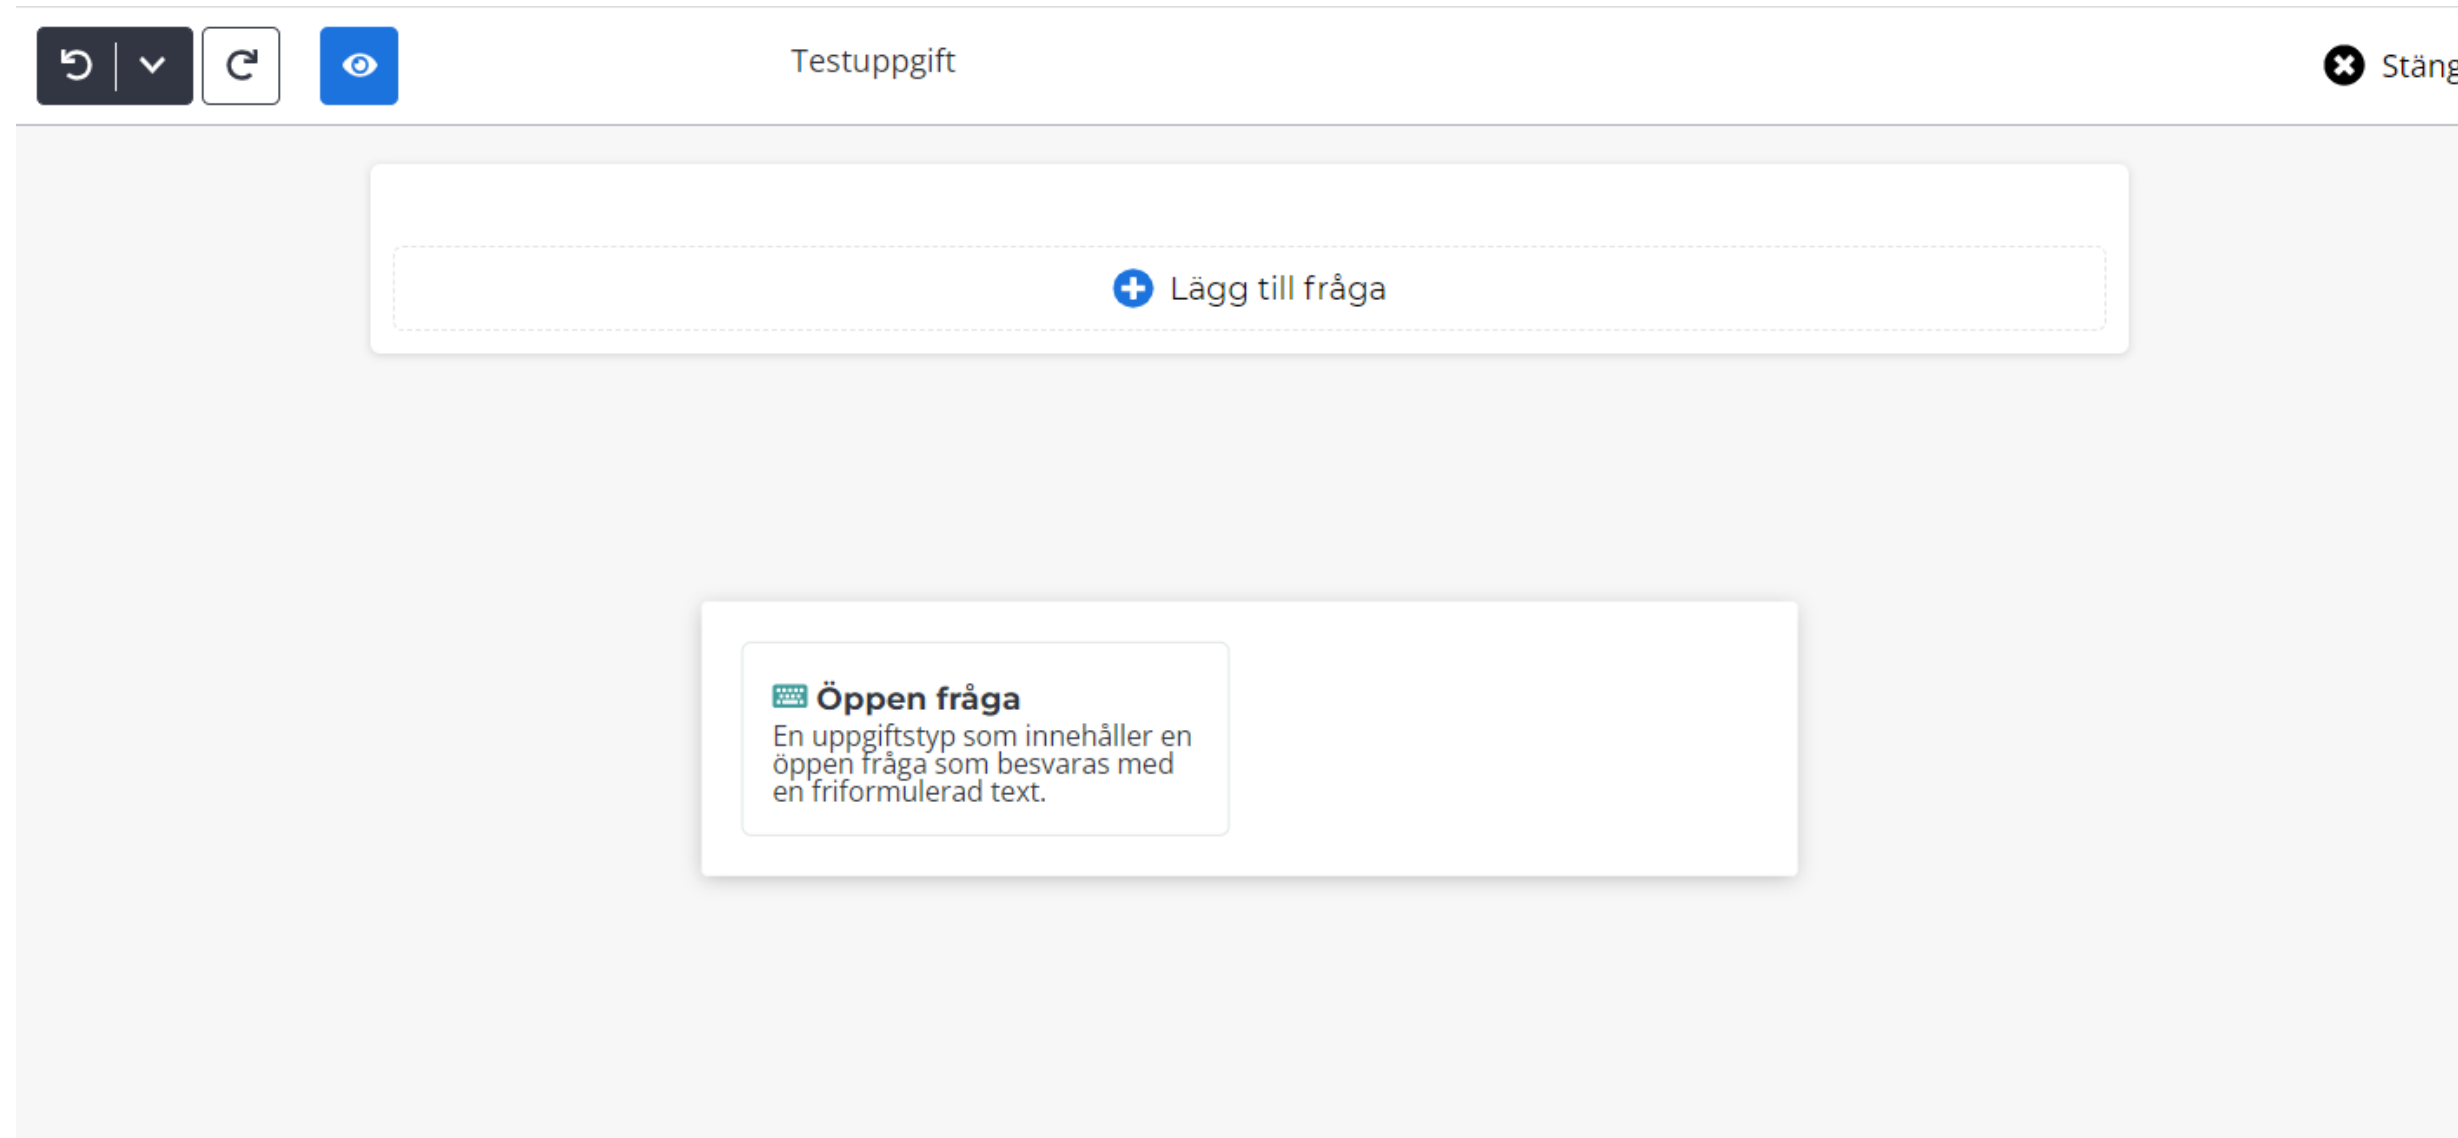 Testuppgift
Stäng
Lägg till fråga
Öppen fråga
En uppgiftstyp som innehåller en
öppen fråga som besvaras med
en friformulerad text.